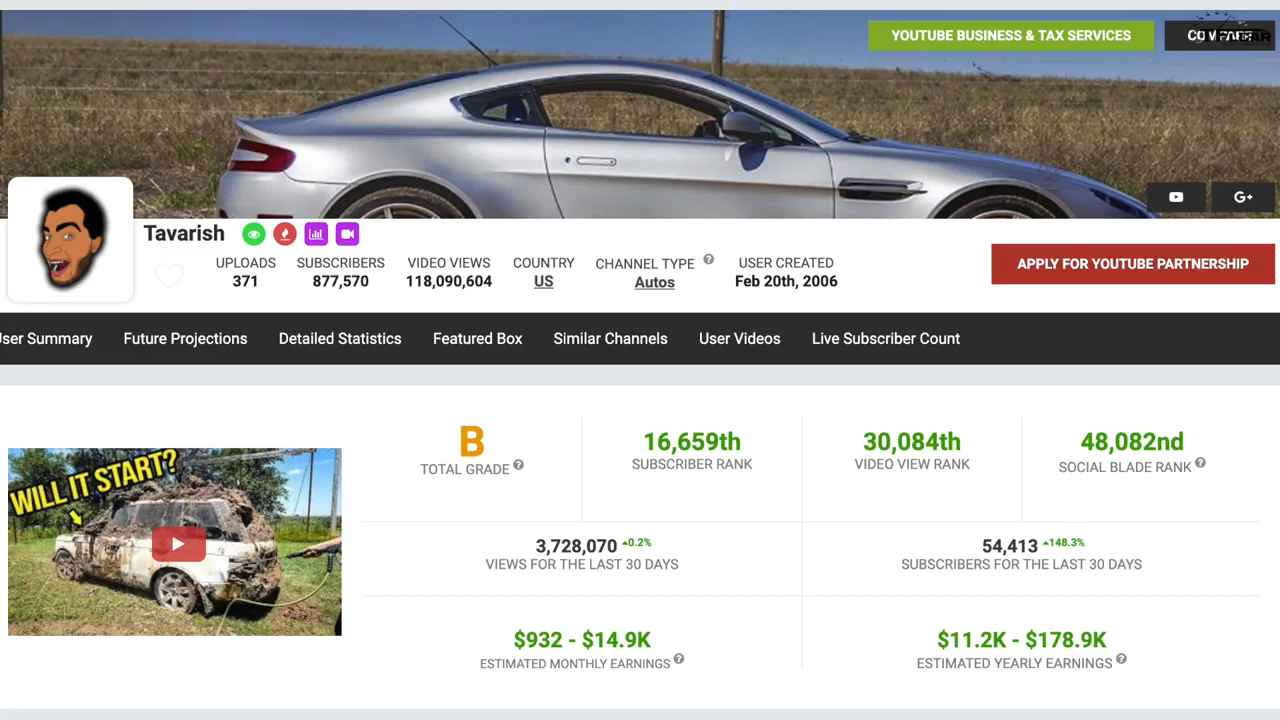 YOUTUBE BUSINESS & TAX SERVICES
COMPARE
G+
Tavarish
UPLOADS
371
SUBSCRIBERS
877,570
VIDEO VIEWS
118,090,604
COUNTRY
US
CHANNEL TYPE ?
Autos
USER CREATED
Feb 20th, 2006
APPLY FOR YOUTUBE PARTNERSHIP
User Summary Future Projections Detailed Statistics Featured Box Similar Channels User Videos Live Subscriber Count
WILL IT START?
B
TOTAL GRADE ?
16,659th
SUBSCRIBER RANK
30,084th
VIDEO VIEW RANK
48,082nd
SOCIAL BLADE RANK ?
3,728,070 0.2%
VIEWS FOR THE LAST 30 DAYS
54,413 148.3%
SUBSCRIBERS FOR THE LAST 30 DAYS
$932 - $14.9K
ESTIMATED MONTHLY EARNINGS ?
$11.2K - $178.9K
ESTIMATED YEARLY EARNINGS ?